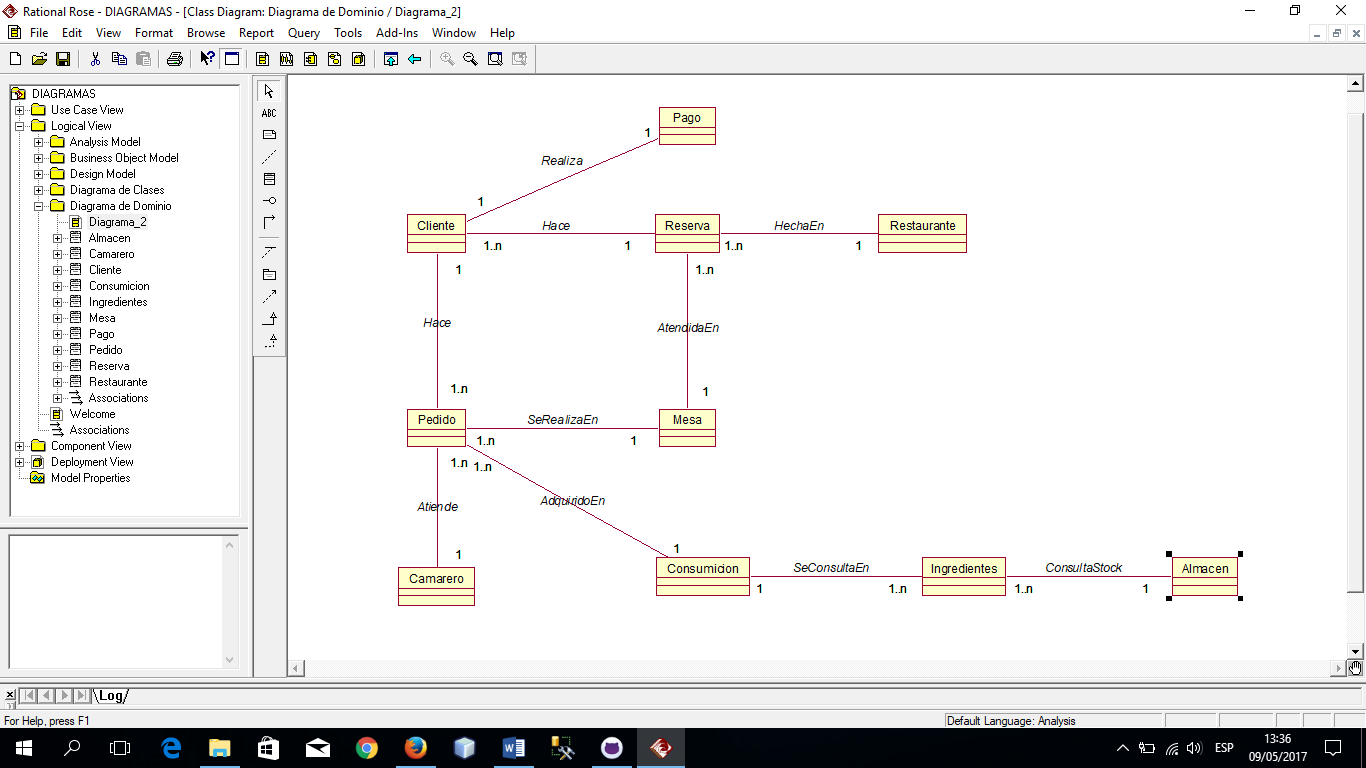 Rational Rose - DIAGRAMAS - [Class Diagram: Diagrama de Dominio / Diagrama_2]
File Edit View Format Browse Report Query Tools Add-Ins Window Help
DIAGRAMAS
Use Case View
Logical View
Analysis Model
Business Object Model
Design Model
Diagrama de Clases
Diagrama de Dominio
Diagrama_2
Almacen
Camarero
Cliente
Consumicion
Ingredientes
Mesa
Pago
Pedido
Reserva
Restaurante
Associations
Welcome
Associations
Component View
Deployment View
Model Properties
ABC
Pago
1
Realiza
1
Cliente Hace Reserva HechaEn Restaurante
1..n 1 1..n 1
1 1..n
Hace AtendidaEn
1..n 1
Pedido SeRealizaEn Mesa
1..n 1
1..n 1..n
Atiende AdquiridoEn
1 1
Camarero Consumicion SeConsultaEn Ingredientes ConsultaStock Almacen
1 1..n 1..n 1
Log
For Help, press F1
Default Language: Analysis
ESP
13:36
09/05/2017